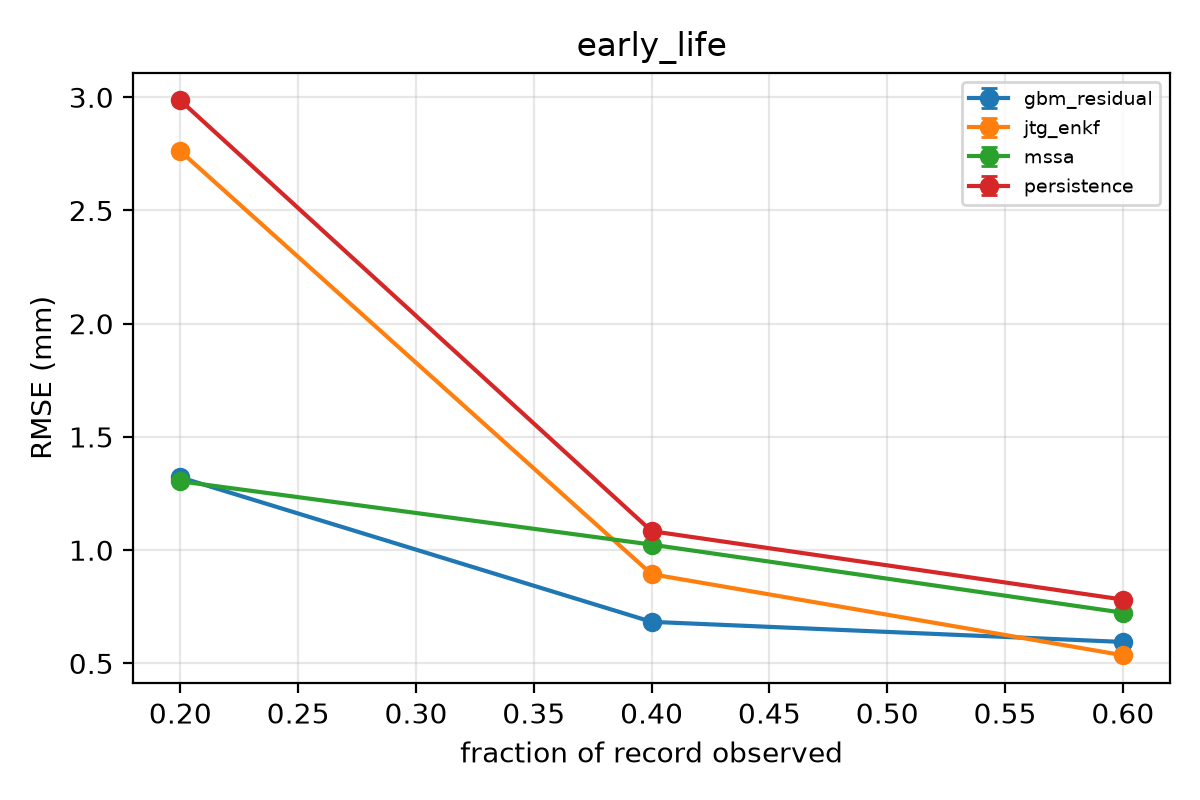 early_life
gbm_residual
jtg_enkf
mssa
persistence
RMSE (mm)
3.0
2.5
2.0
1.5
1.0
0.5
0.20 0.25 0.30 0.35 0.40 0.45 0.50 0.55 0.60
fraction of record observed